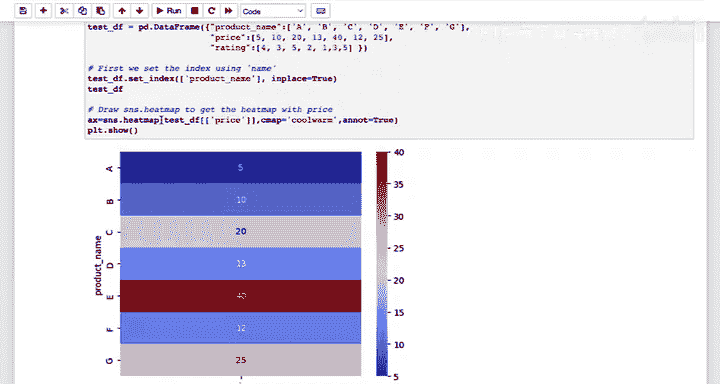 Run
Code
test_df = pd.DataFrame({"product_name":['A', 'B', 'C', 'D', 'E', 'F', 'G'],
"price":[5, 10, 20, 13, 40, 12, 25],
"rating":[4, 3, 5, 2, 1,3,5] })
# First we set the index using 'name'
test_df.set_index(['product_name'], inplace=True)
test_df
# Draw sns.heatmap to get the heatmap with price
ax=sns.heatmap(test_df[['price']],cmap='coolwarm',annot=True)
plt.show()
product_name
A
B
C
D
E
F
G
5
10
20
13
40
12
25
40
35
30
25
20
15
10
5